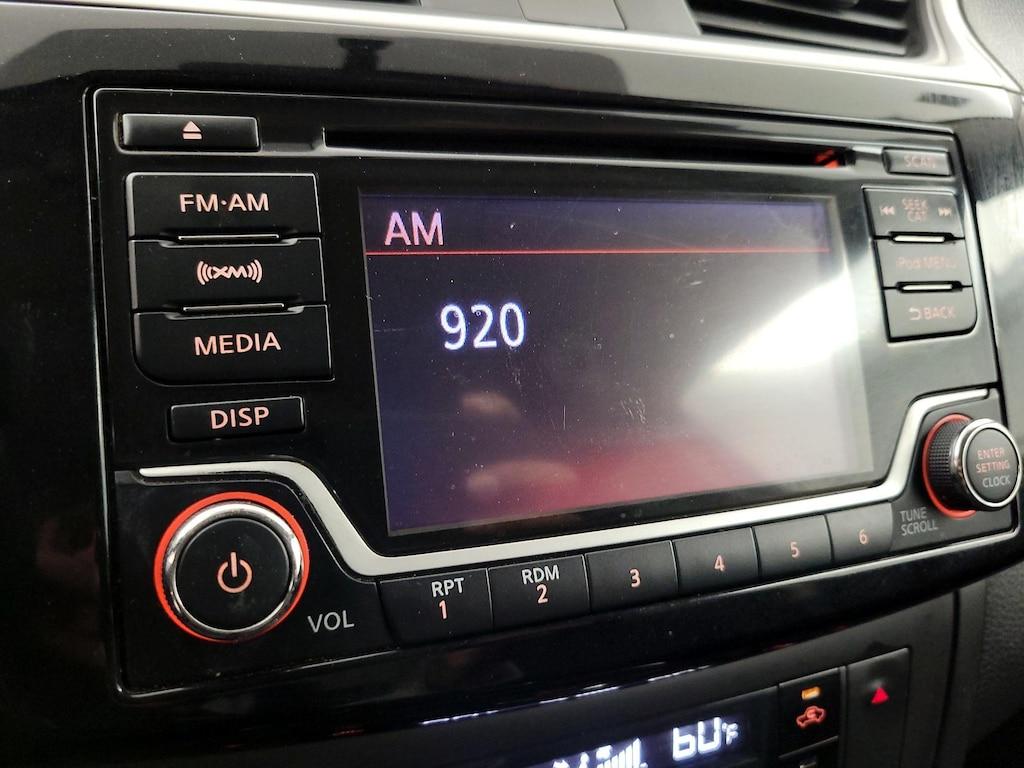 SCAN
FM·AM
SEEK
CAT
AM
XM
iPod MENU
920
BACK
MEDIA
DISP
ENTER
SETTING
CLOCK
TUNE
SCROLL
VOL
RPT
1
RDM
2
3
4
5
6
60°F